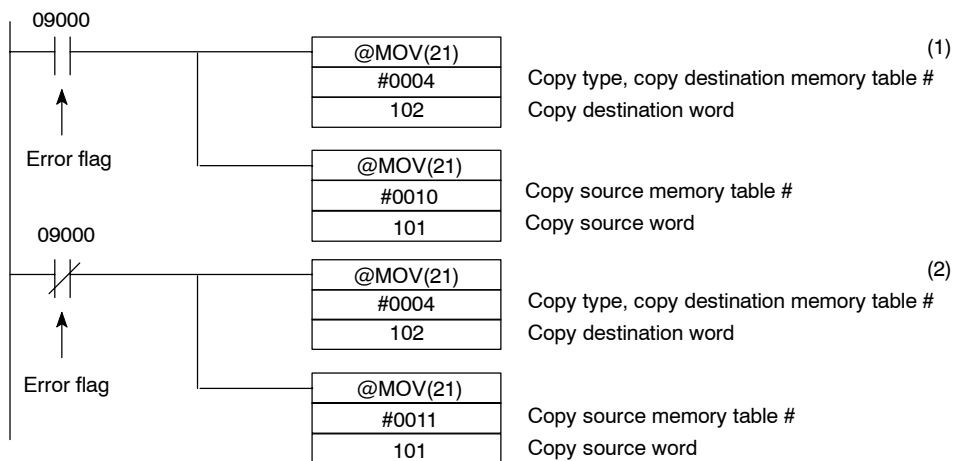 09000
@MOV(21) (1)
#0004 Copy type, copy destination memory table #
102 Copy destination word
Error flag
@MOV(21)
#0010 Copy source memory table #
101 Copy source word
09000
@MOV(21) (2)
#0004 Copy type, copy destination memory table #
102 Copy destination word
Error flag
@MOV(21)
#0011 Copy source memory table #
101 Copy source word